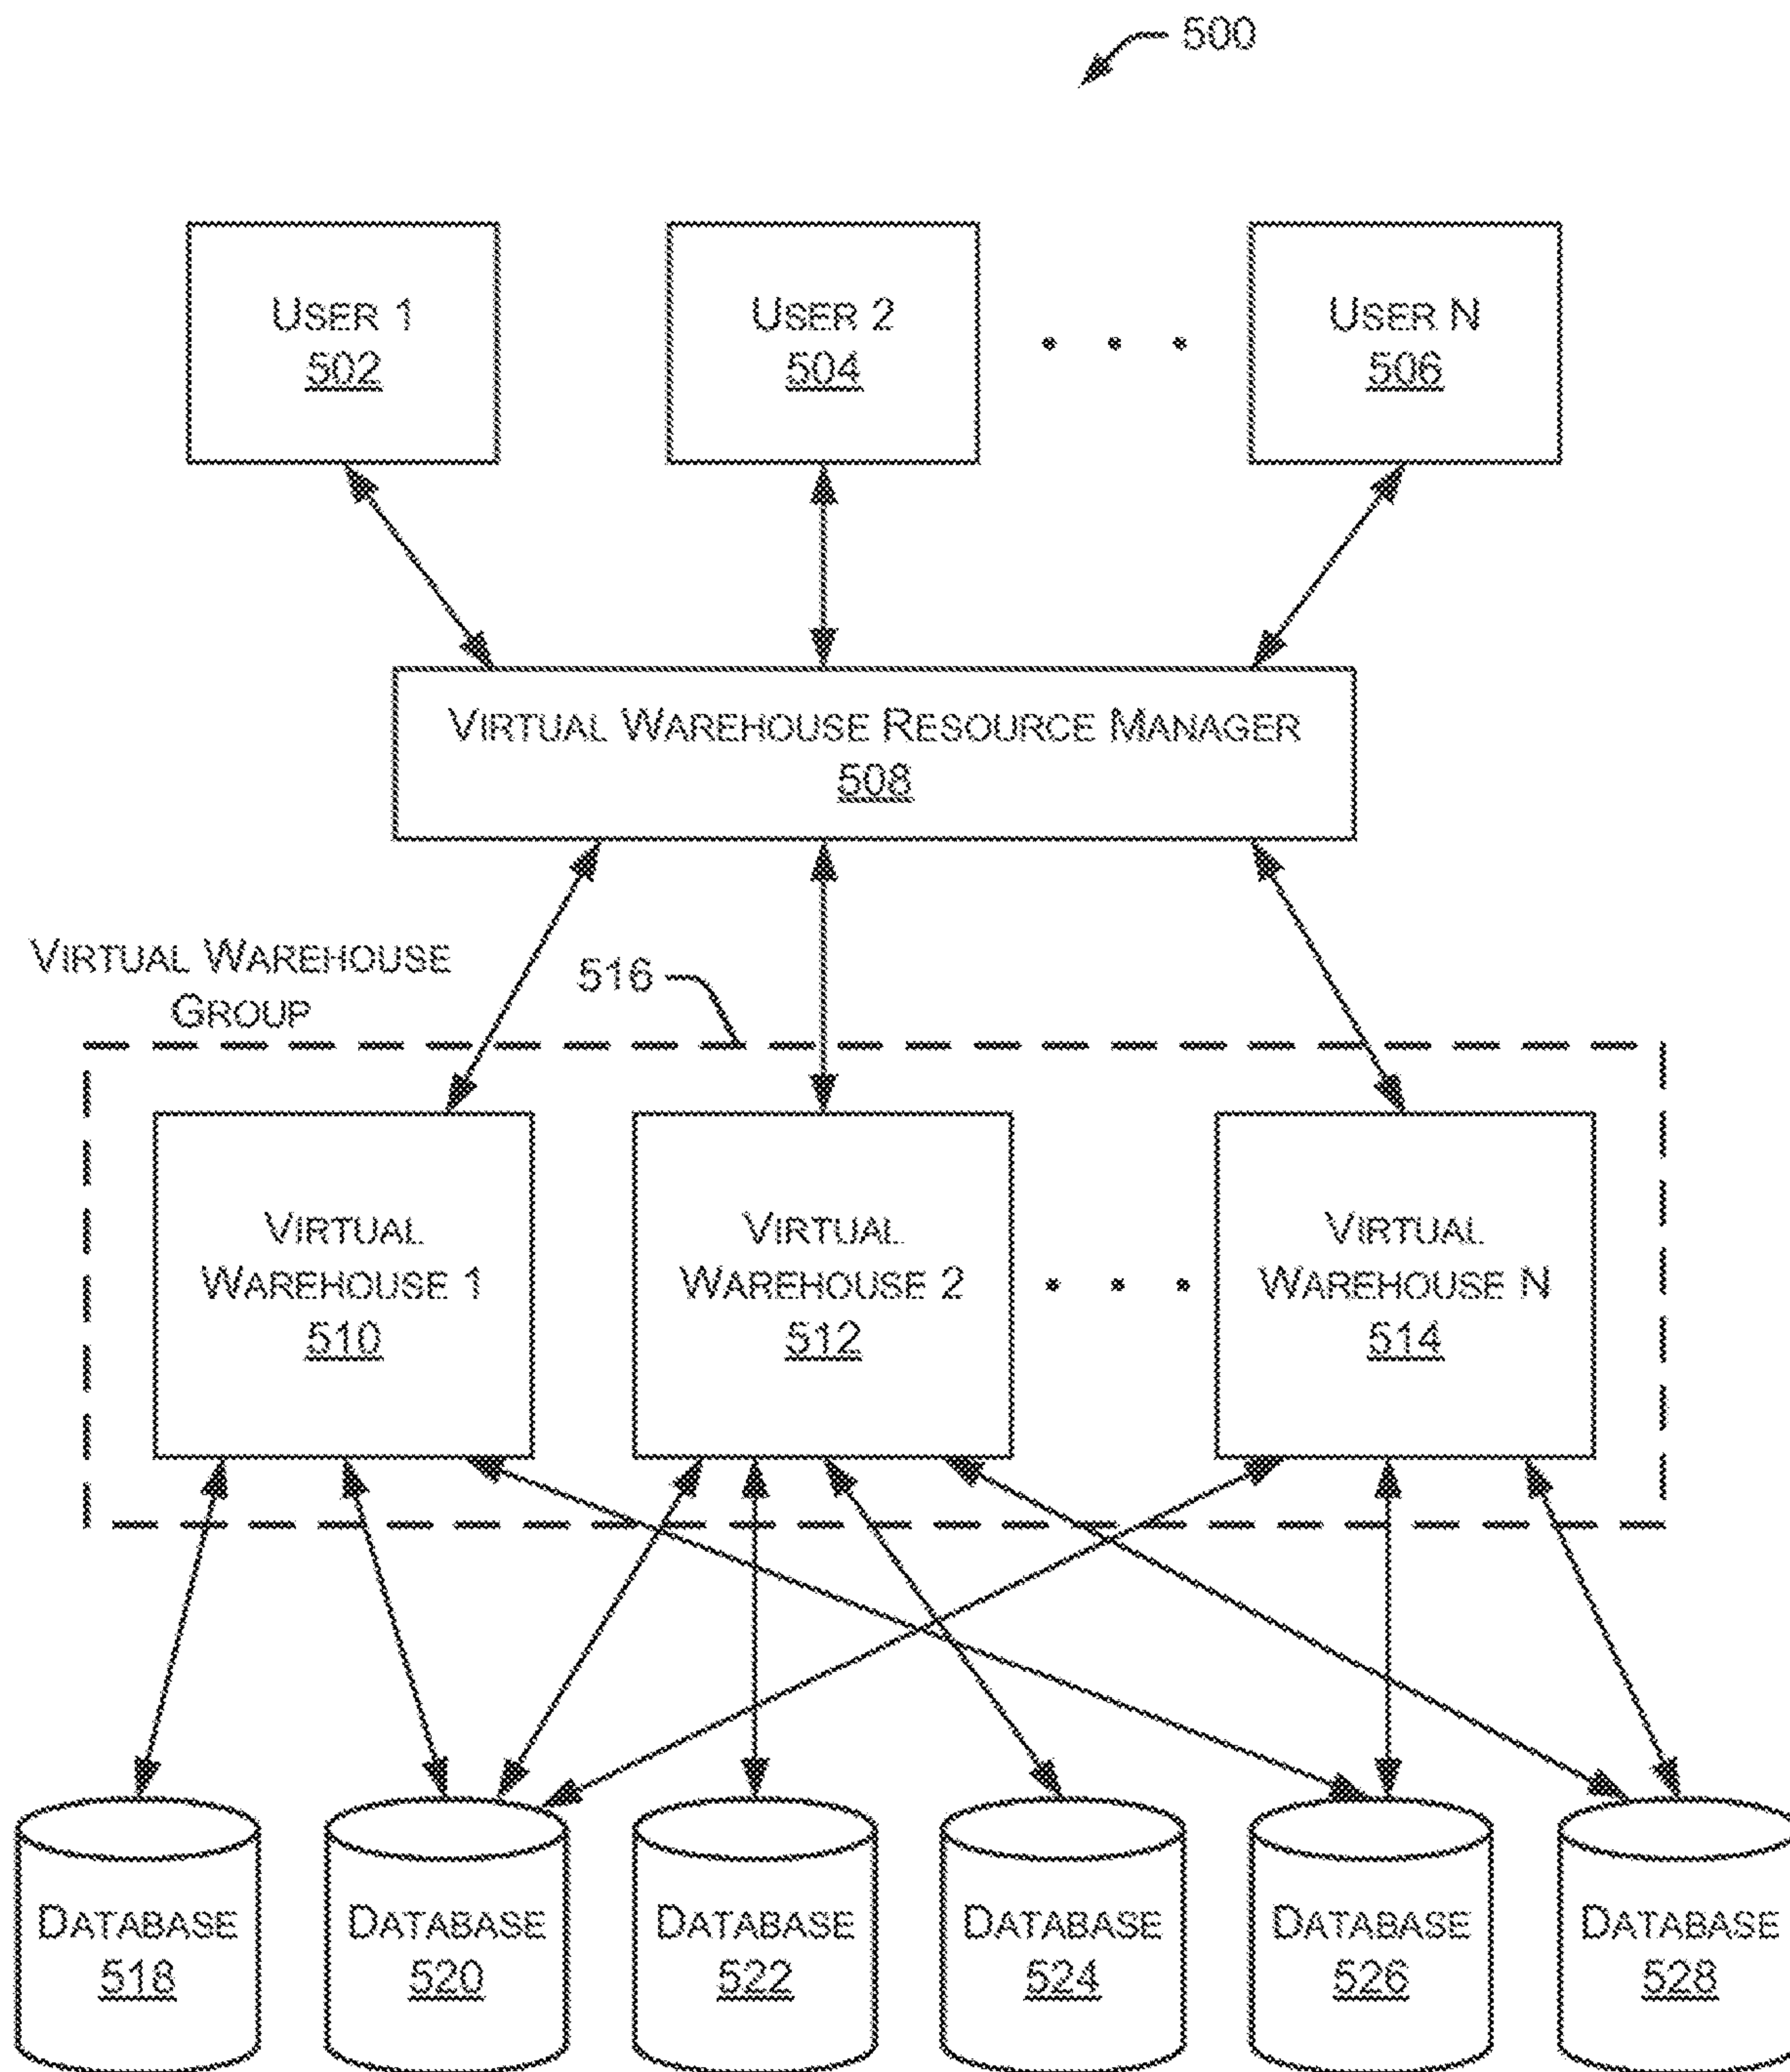 500
USER 1
502
USER 2
504
USER N
506
VIRTUAL WAREHOUSE RESOURCE MANAGER
508
VIRTUAL WAREHOUSE
GROUP
516
VIRTUAL
WAREHOUSE 1
510
VIRTUAL
WAREHOUSE 2
512
VIRTUAL
WAREHOUSE N
514
DATABASE
518
DATABASE
520
DATABASE
522
DATABASE
524
DATABASE
526
DATABASE
528